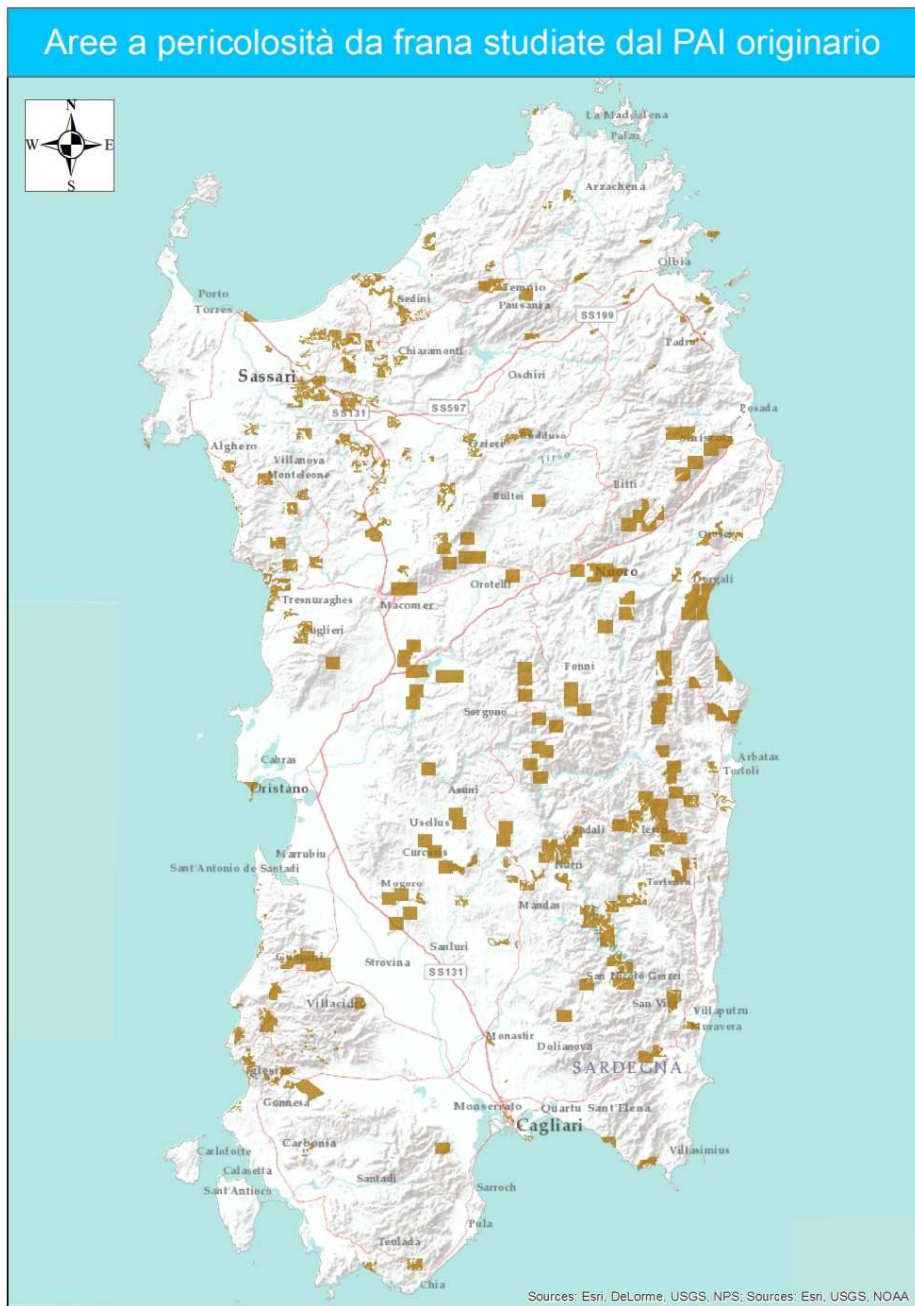 Aree a pericolosità da frana studiate dal PAI originario
N
W E
S
La Maddalena
Palau
Arzachena
Olbia
Porto
Torres
Sedini
Tempio
Pausania
SS199
Padru
Chiaramonti
Sassari
Oschiri
SS131
SS597
Posada
Alghero
Ozieri
Buddusò
Siniscola
Villanova
Monteleone
Tirso
Bultei
Bitti
Orosei
Nuoro
Orotelli
Dorgali
Tresnuraghes
Macomer
Cuglieri
Fonni
Sorgono
Cabras
Arbatax
Tortolì
Oristano
Asuni
Usellus
Sadali
Jerzu
Marrubiu
Curcuris
Sant'Antonio de Santadi
Nurri
Tertenia
Mogoro
Mandas
Sanluri
Guspini
Strovina
SS131
San Nicolò Gerrei
Villacidro
San Vito
Villaputzu
Muravera
Monastir
Dolianova
SARDEGNA
Iglesias
Gonnesa
Monserrato
Quartu Sant'Elena
Cagliari
Carbonia
Villasimius
Carloforte
Calasetta
Santadi
Sant'Antioco
Sarroch
Pula
Teulada
Chia
Sources: Esri, DeLorme, USGS, NPS; Sources: Esri, USGS, NOAA